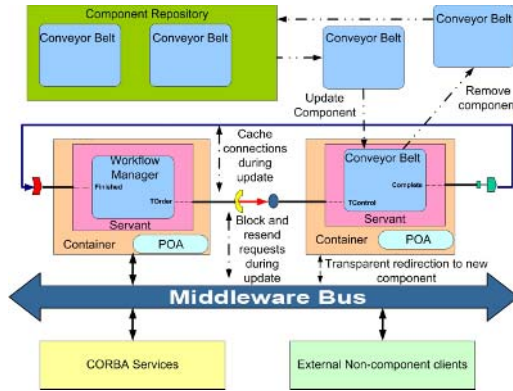 Component Repository
Conveyor Belt
Conveyor Belt
Conveyor Belt
Conveyor
Belt
Update
Component
Remove
component
Cache
connections
during
update
Workflow
Manager
Finished
TOrder
Servant
Container
POA
Conveyor Belt
Complete
TControl
Servant
Container
POA
Block and
resend
requests
during
update
Transparent redirection to new
component
Middleware Bus
CORBA Services
External Non-component clients